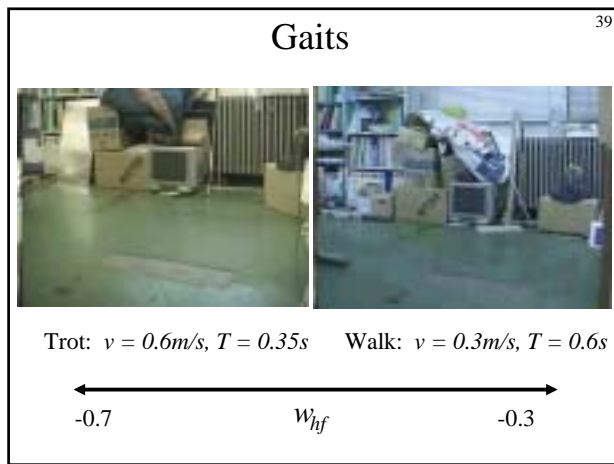 39
Gaits
Trot: v = 0.6m/s, T = 0.35s Walk: v = 0.3m/s, T = 0.6s
-0.7 w_hf -0.3